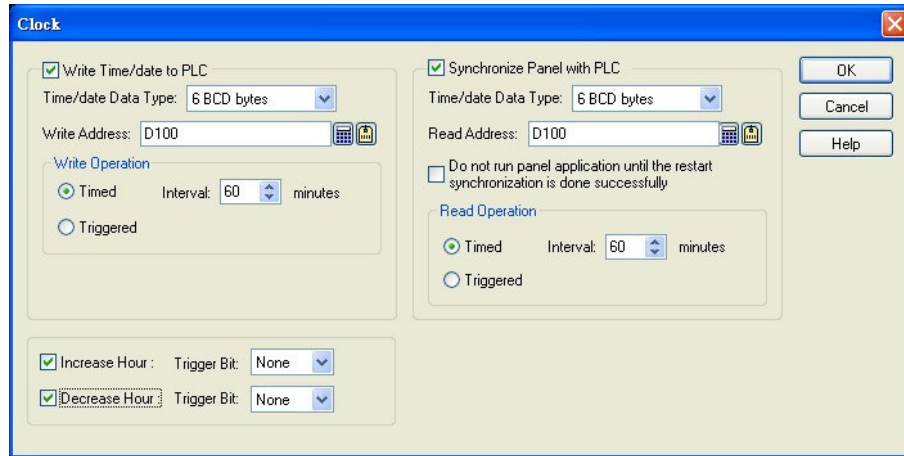 Clock
Write Time/date to PLC
Time/date Data Type: 6 BCD bytes
Write Address: D100
Write Operation
Timed Interval: 60 minutes
Triggered
Synchronize Panel with PLC
Time/date Data Type: 6 BCD bytes
Read Address: D100
Do not run panel application until the restart
synchronization is done successfully
Read Operation
Timed Interval: 60 minutes
Triggered
OK
Cancel
Help
Increase Hour : Trigger Bit: None
Decrease Hour : Trigger Bit: None